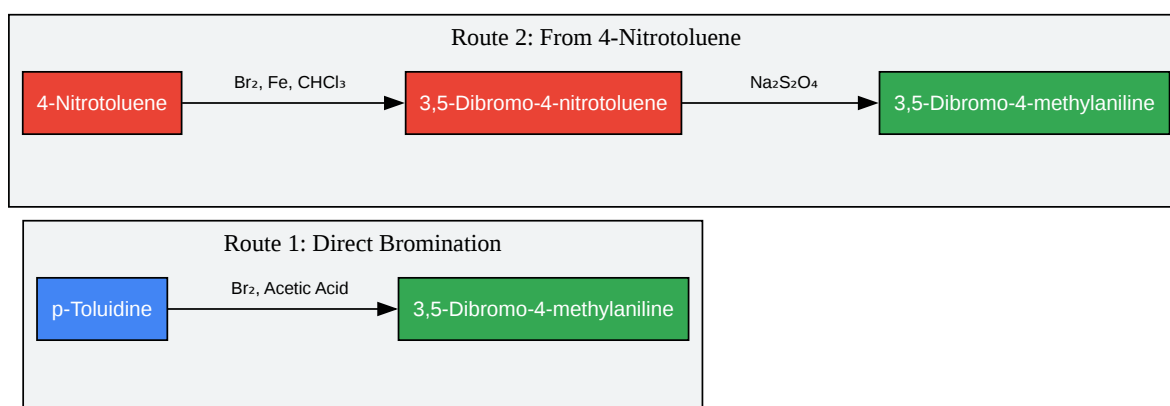 Route 2: From 4-Nitrotoluene
4-Nitrotoluene
Br₂, Fe, CHCl₃
3,5-Dibromo-4-nitrotoluene
Na₂S₂O₄
3,5-Dibromo-4-methylaniline
Route 1: Direct Bromination
p-Toluidine
Br₂, Acetic Acid
3,5-Dibromo-4-methylaniline